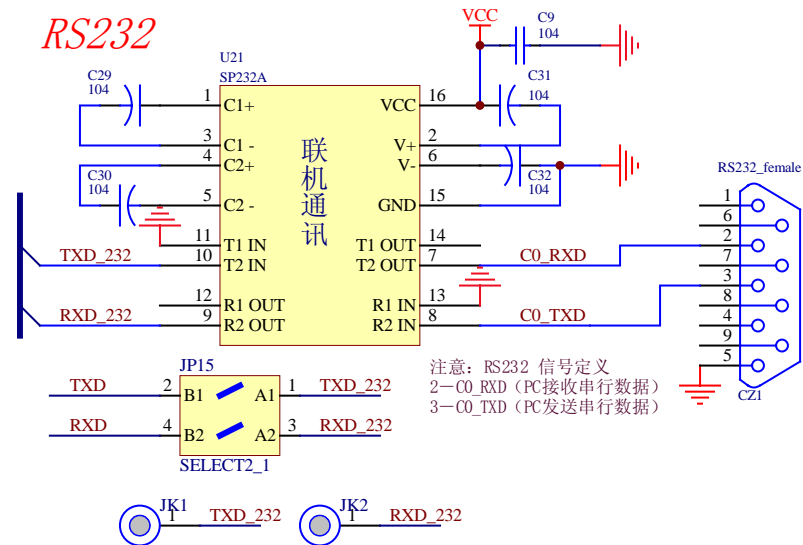 RS232
VCC
C9
104
U21
SP232A
C29
104
C31
104
1
C1+
VCC
16
3
C1 -
V+
2
4
C2+
V-
6
C30
104
C32
104
5
C2 -
GND
15
联机通讯
RS232_female
11
T1 IN
T1 OUT
14
TXD_232
10
T2 IN
T2 OUT
7
C0_RXD
12
R1 OUT
R1 IN
13
RXD_232
9
R2 OUT
R2 IN
8
C0_TXD
1
6
2
7
3
8
4
9
5
CZ1
注意：RS232 信号定义
2－C0_RXD（PC接收串行数据）
3－C0_TXD（PC发送串行数据）
JP15
TXD
2
B1
A1
1
TXD_232
RXD
4
B2
A2
3
RXD_232
SELECT2_1
JK1
1
TXD_232
JK2
1
RXD_232